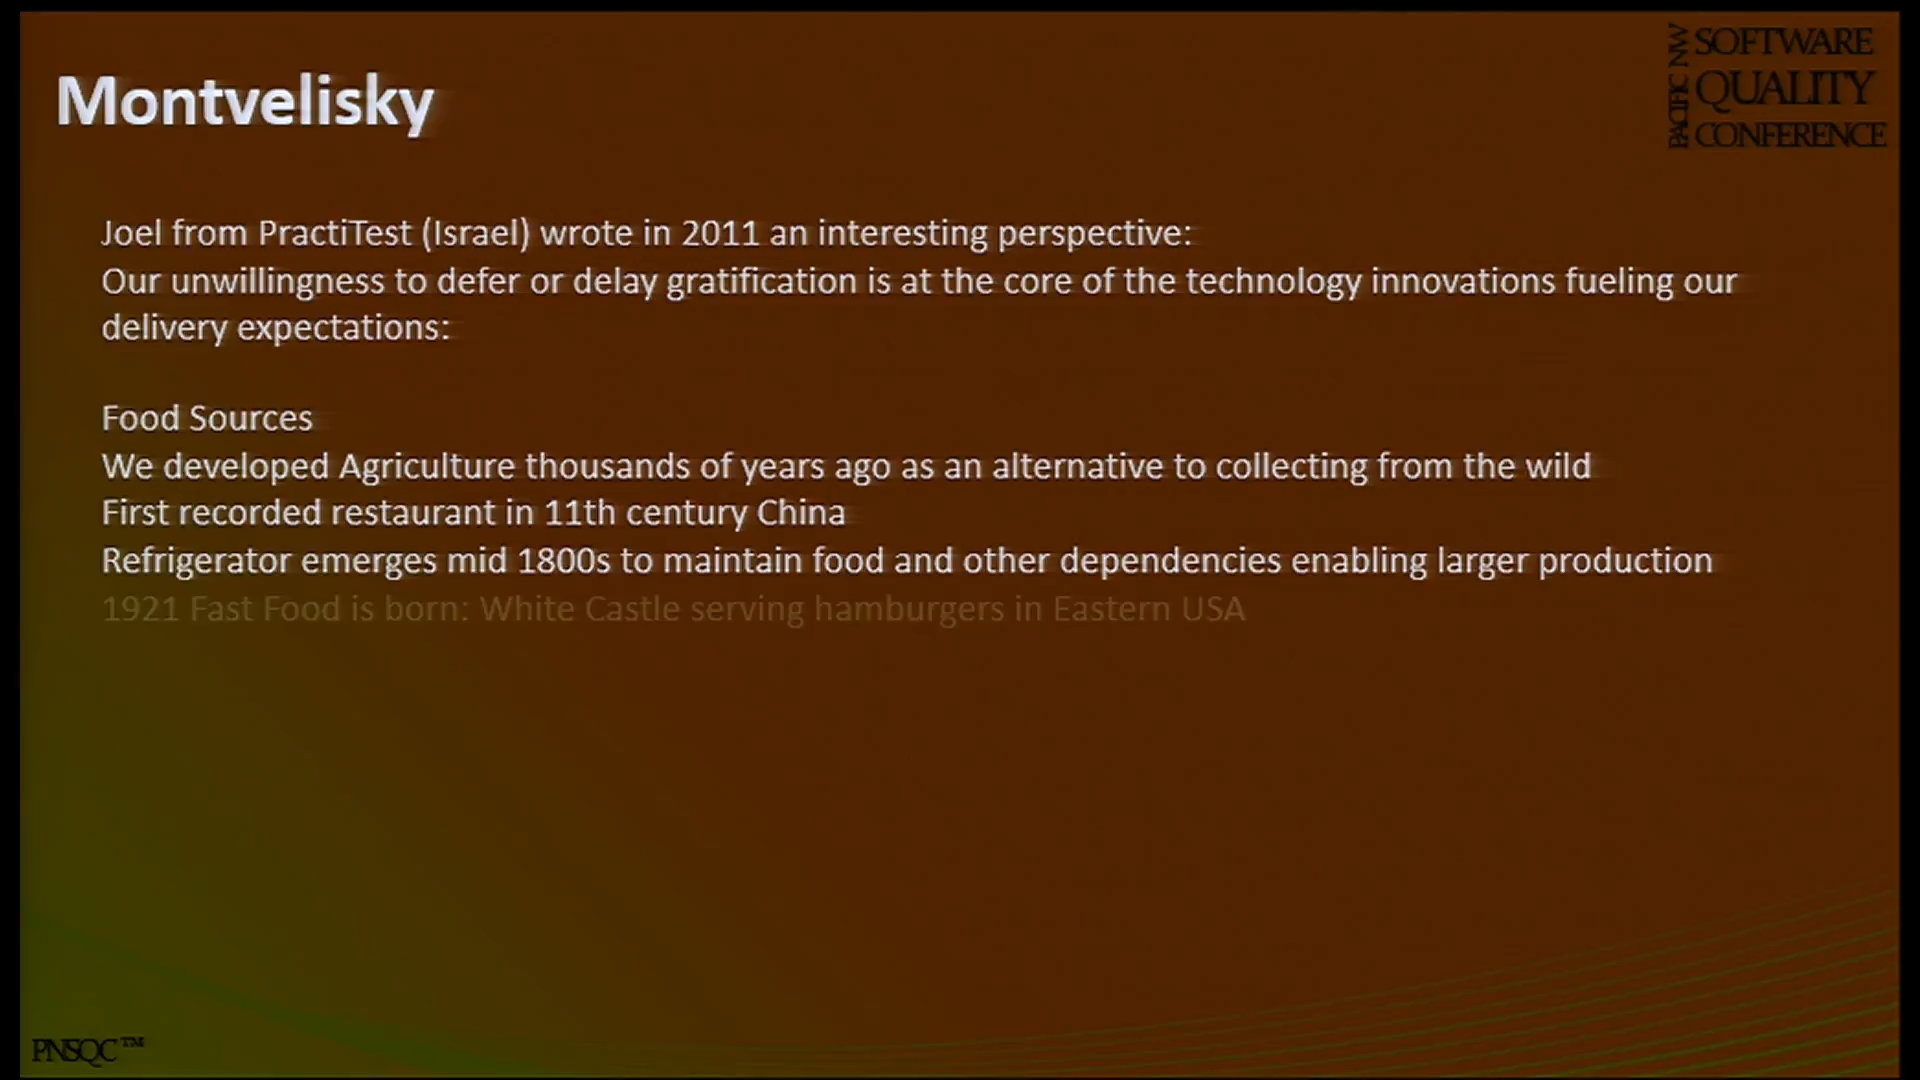 Montvelisky
PACIFIC NW
SOFTWARE
QUALITY
CONFERENCE
Joel from PractiTest (Israel) wrote in 2011 an interesting perspective:
Our unwillingness to defer or delay gratification is at the core of the technology innovations fueling our
delivery expectations:
Food Sources
We developed Agriculture thousands of years ago as an alternative to collecting from the wild
First recorded restaurant in 11th century China
Refrigerator emerges mid 1800s to maintain food and other dependencies enabling larger production
1921 Fast Food is born: White Castle serving hamburgers in Eastern USA
PNSQC™